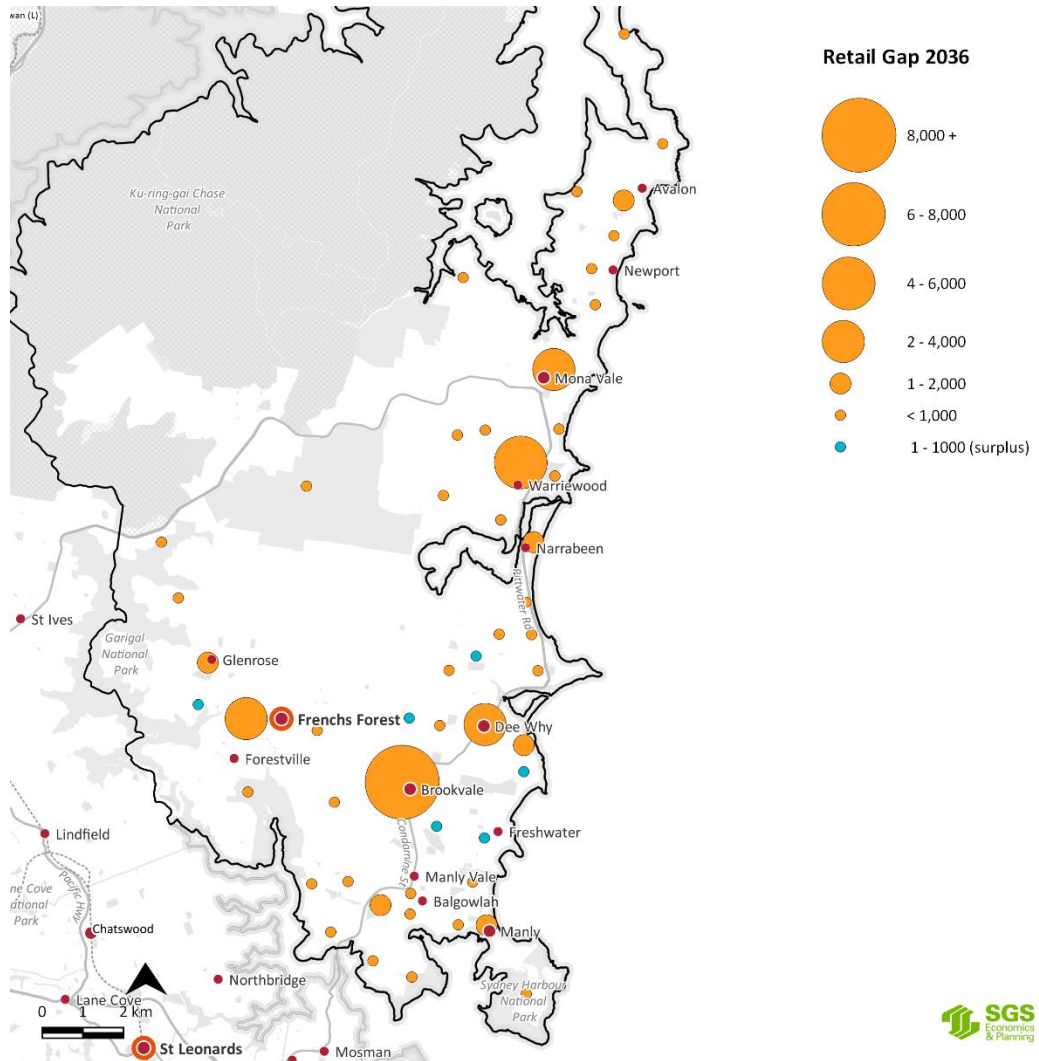 wan (L)
Retail Gap 2036
8,000 +
6 - 8,000
4 - 6,000
2 - 4,000
1 - 2,000
< 1,000
1 - 1000 (surplus)
Ku-ring-gai Chase
National
Park
Avalon
Newport
Mona Vale
Warriewood
Narrabeen
Pittwater Rd
St Ives
Garigal
National
Park
Glenrose
Frenchs Forest
Dee Why
Forestville
Brookvale
Condamine St
Freshwater
Lindfield
Pacific Hwy
Manly Vale
Balgowlah
ne Cove
ational
Park
Chatswood
Manly
Northbridge
Sydney Harbour
National
Park
Lane Cove
0 1 2 km
St Leonards
Mosman
SGS
Economics
& Planning